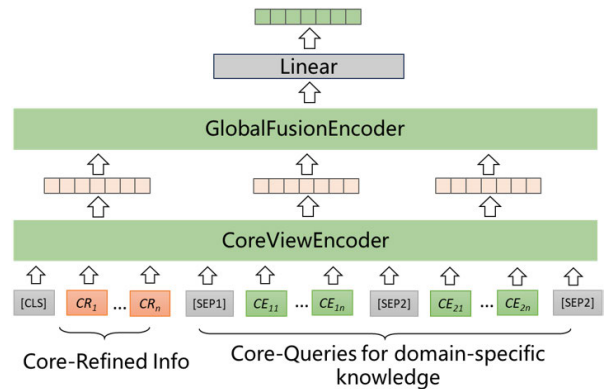 Linear
GlobalFusionEncoder
CoreViewEncoder
[CLS] CR1 ... CRn [SEP1] CE11 ... CE1n [SEP2] CE21 ... CE2n [SEP2]
Core-Refined Info
Core-Queries for domain-specific
knowledge